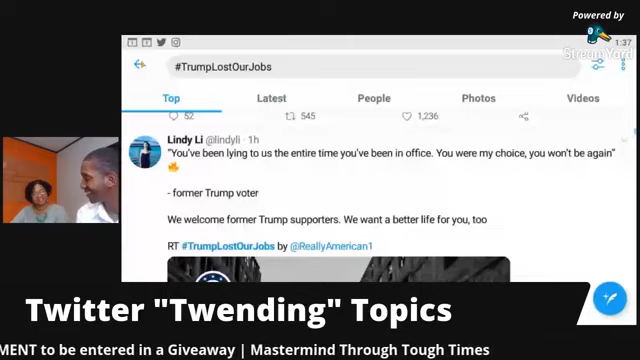 Powered by
StreamYard
1:37
#TrumpLostOurJobs
Top
Latest
People
Photos
Videos
52
545
1,236
Lindy Li @lindyli · 1h
“You’ve been lying to us the entire time you’ve been in office. You were my choice, you won’t be again”
- former Trump voter
We welcome former Trump supporters. We want a better life for you, too
RT #TrumpLostOurJobs by @ReallyAmerican1
Twitter "Twending" Topics
MENT to be entered in a Giveaway | Mastermind Through Tough Times